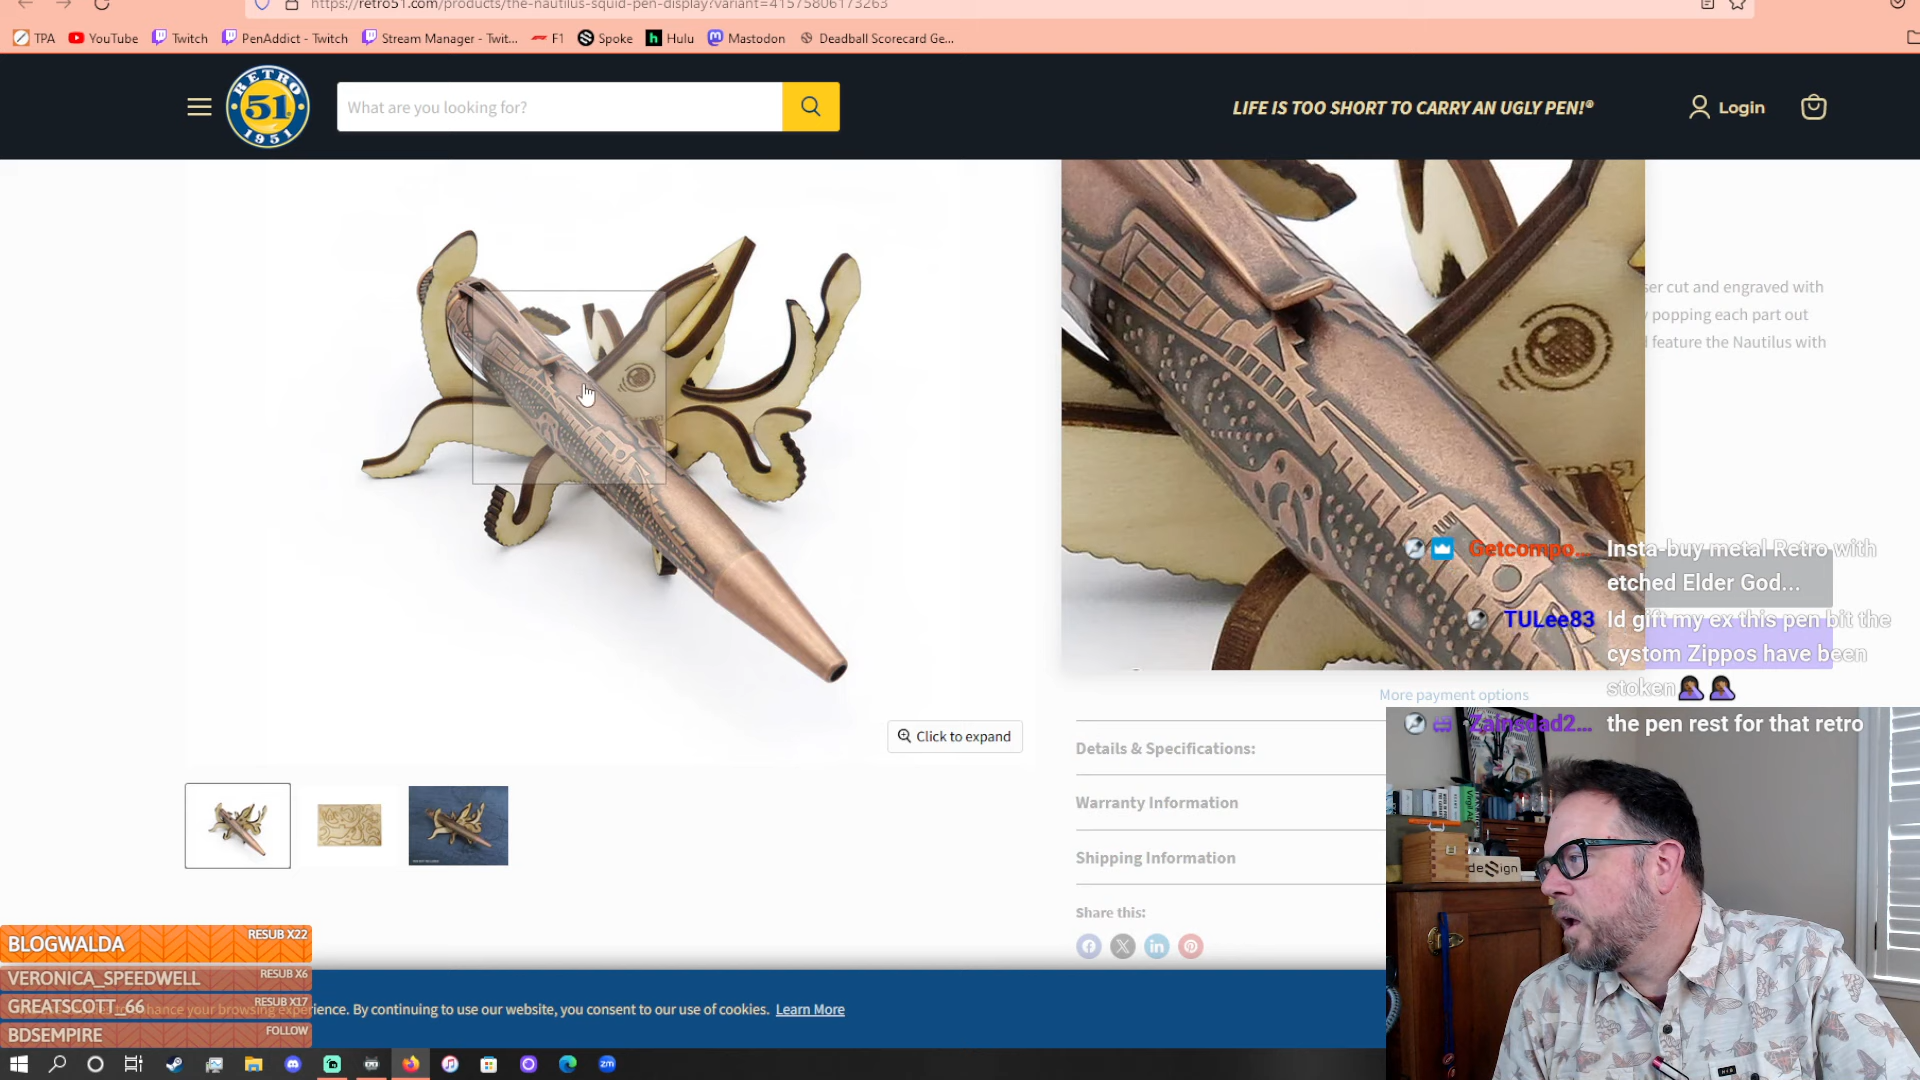 https://retro51.com/products/the-nautilus-squid-pen-display?variant=41575806173263
TPA
YouTube
Twitch
PenAddict - Twitch
Stream Manager - Twit...
F1
Spoke
Hulu
Mastodon
Deadball Scorecard Ge...
RETRO 51 1951
What are you looking for?
LIFE IS TOO SHORT TO CARRY AN UGLY PEN!®
Login
ser cut and engraved with
popping each part out
feature the Nautilus with
Getcompo...
Insta-buy metal Retro with
etched Elder God...
TULee83
Id gift my ex this pen bit the
cystom Zippos have been
stoken
More payment options
Zainsdad2...
the pen rest for that retro
Click to expand
Details & Specifications:
Warranty Information
Shipping Information
Share this:
deSign
BLOGWALDA
RESUB X22
VERONICA_SPEEDWELL
RESUB X6
GREATSCOTT_66
RESUB X17
BDSEMPIRE
FOLLOW
hance your browsing experience. By continuing to use our website, you consent to our use of cookies. Learn More
zm